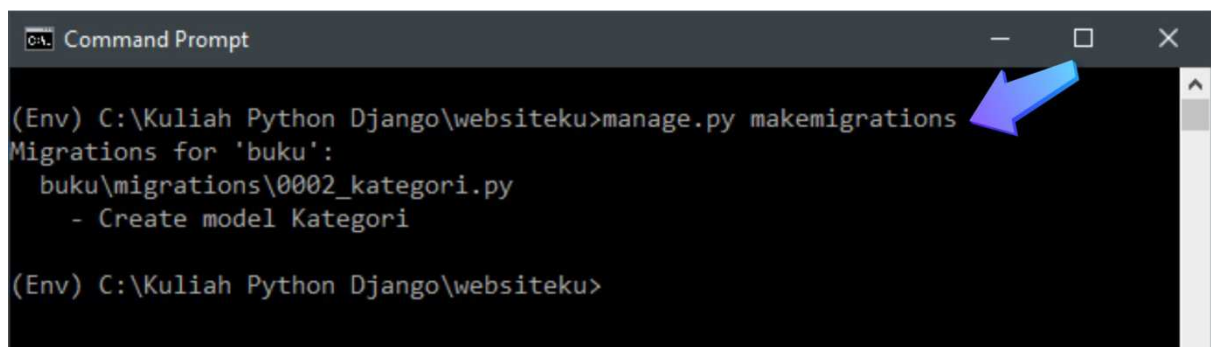 Command Prompt
(Env) C:\Kuliah Python Django\websiteku>manage.py makemigrations
Migrations for 'buku':
  buku\migrations\0002_kategori.py
    - Create model Kategori
(Env) C:\Kuliah Python Django\websiteku>